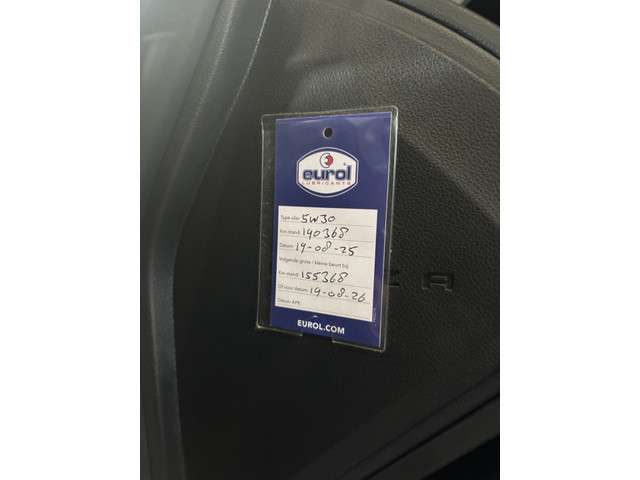 eurol
LUBRICANTS
Type olie: 5W30
Km-stand: 140368
Datum: 19-08-25
Volgende grote / kleine beurt bij
Km-stand: 155368
Of voor datum: 19-08-26
Datum APK:
EUROL.COM
K A